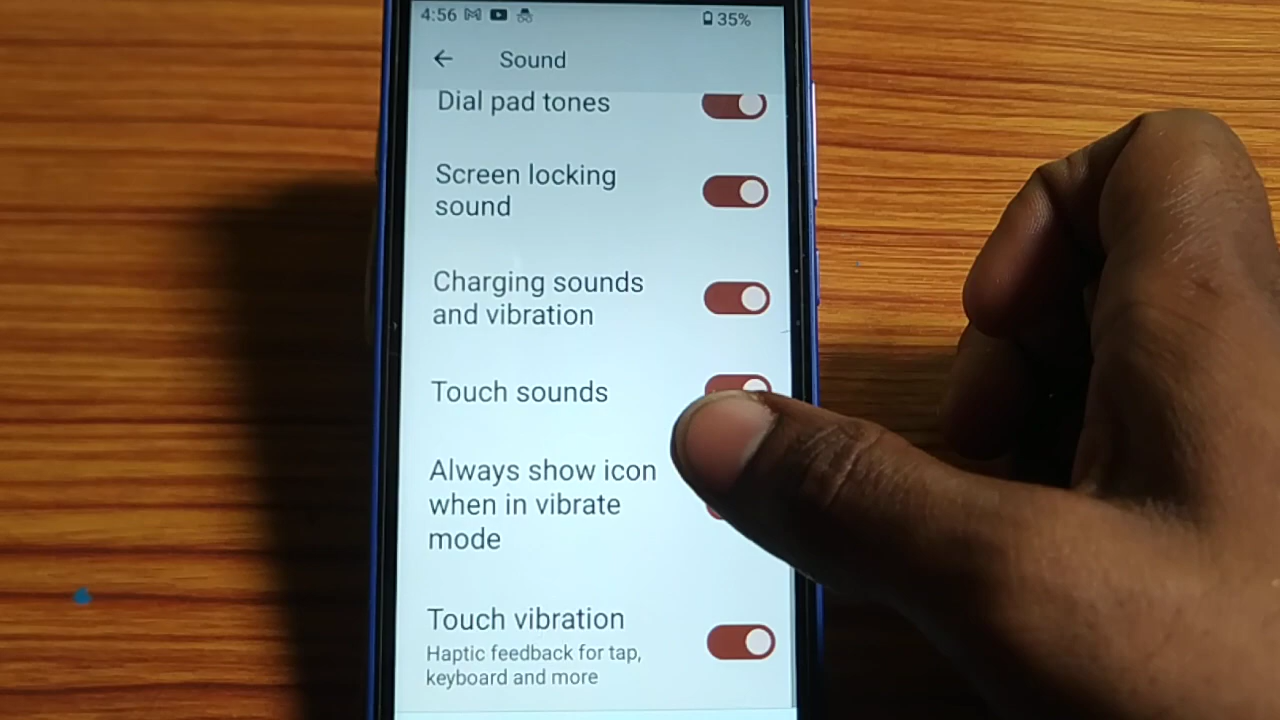 4:56 35%
Sound
Dial pad tones
Screen locking
sound
Charging sounds
and vibration
Touch sounds
Always show icon
when in vibrate
mode
Touch vibration
Haptic feedback for tap,
keyboard and more